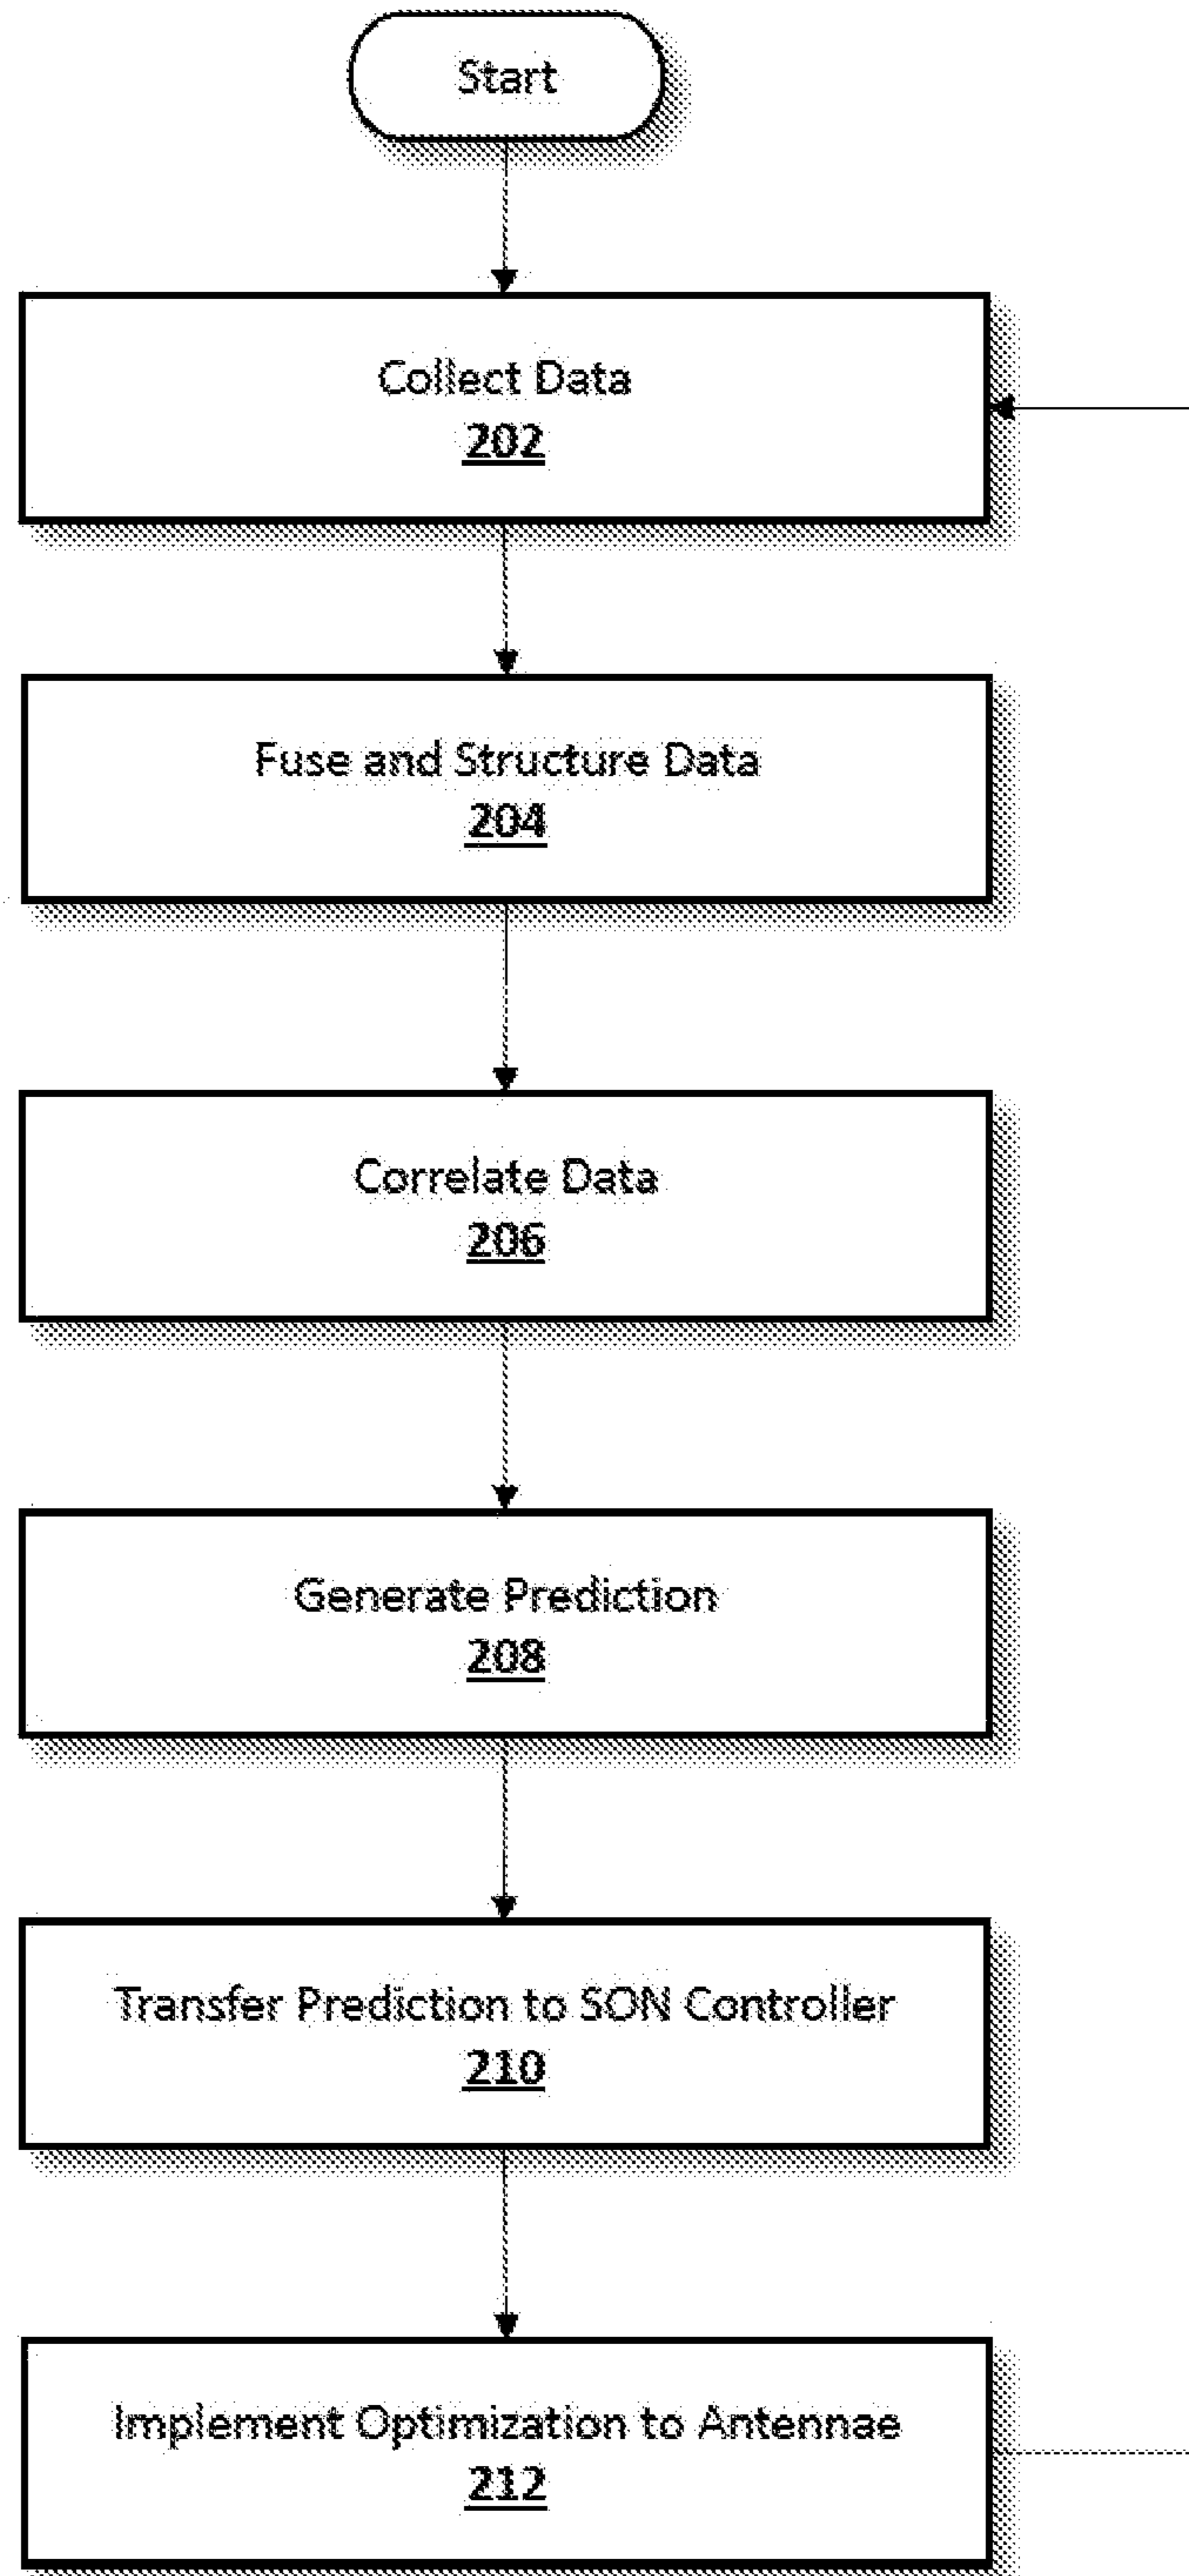 Start
Collect Data
202
Fuse and Structure Data
204
Correlate Data
206
Generate Prediction
208
Transfer Prediction to SON Controller
210
Implement Optimization to Antennae
212